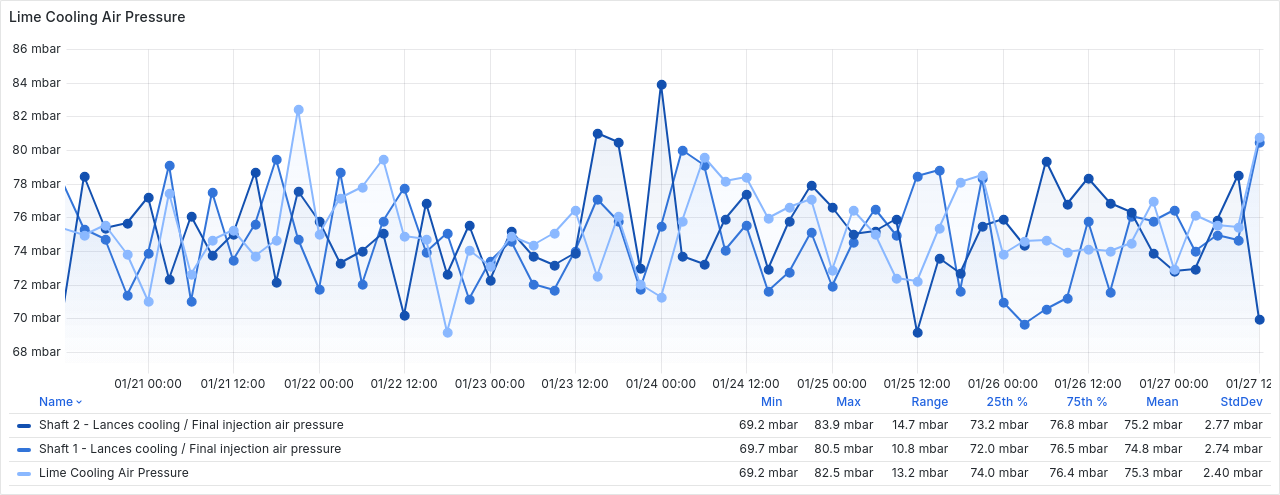 Lime Cooling Air Pressure
86 mbar
84 mbar
82 mbar
80 mbar
78 mbar
76 mbar
74 mbar
72 mbar
70 mbar
68 mbar
01/21 00:00 01/21 12:00 01/22 00:00 01/22 12:00 01/23 00:00 01/23 12:00 01/24 00:00 01/24 12:00 01/25 00:00 01/25 12:00 01/26 00:00 01/26 12:00 01/27 00:00 01/27 12
Name Min Max Range 25th % 75th % Mean StdDev
Shaft 2 - Lances cooling / Final injection air pressure 69.2 mbar 83.9 mbar 14.7 mbar 73.2 mbar 76.8 mbar 75.2 mbar 2.77 mbar
Shaft 1 - Lances cooling / Final injection air pressure 69.7 mbar 80.5 mbar 10.8 mbar 72.0 mbar 76.5 mbar 74.8 mbar 2.74 mbar
Lime Cooling Air Pressure 69.2 mbar 82.5 mbar 13.2 mbar 74.0 mbar 76.4 mbar 75.3 mbar 2.40 mbar